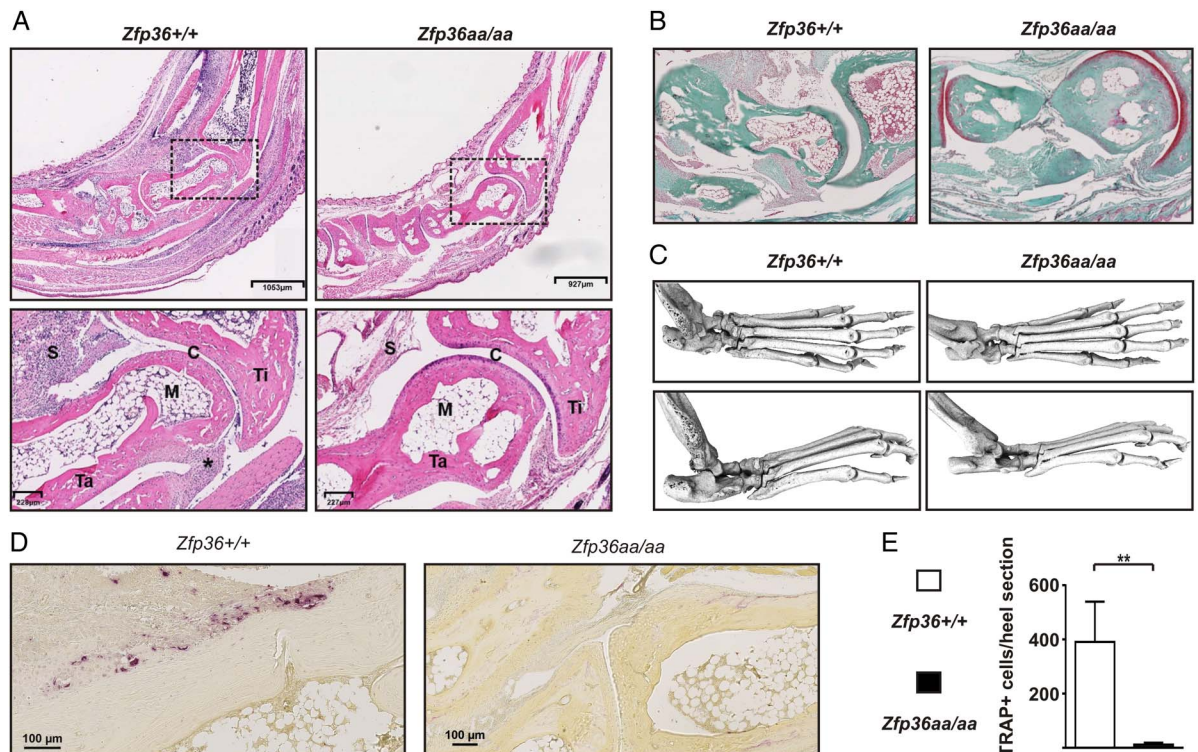 A
Zfp36+/+
Zfp36aa/aa
1053µm
927µm
S
C
Ti
M
Ta
*
228µm
S
C
Ti
M
Ta
227µm
B
Zfp36+/+
Zfp36aa/aa
C
Zfp36+/+
Zfp36aa/aa
D
Zfp36+/+
Zfp36aa/aa
100 µm
100 µm
E
Zfp36+/+
Zfp36aa/aa
TRAP+ cells/heel section
600
400
200
**